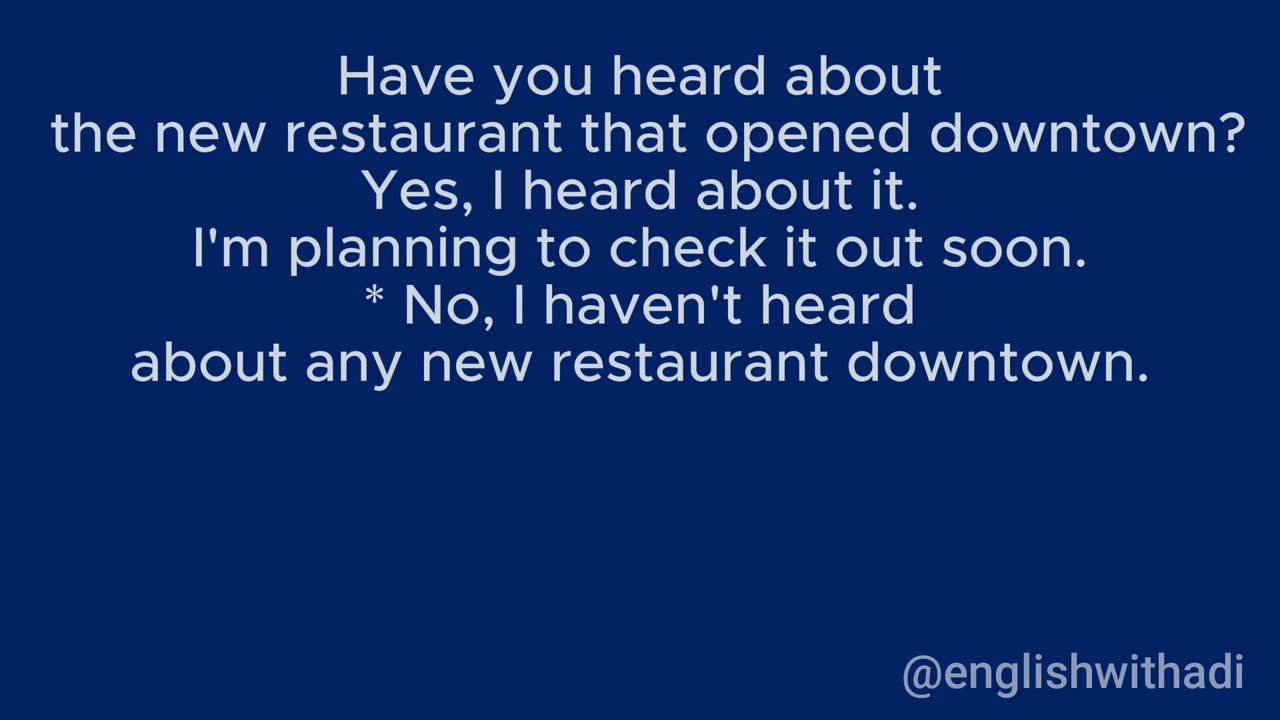 Have you heard about
the new restaurant that opened downtown?
Yes, I heard about it.
I'm planning to check it out soon.
* No, I haven't heard
about any new restaurant downtown.
@englishwithadi